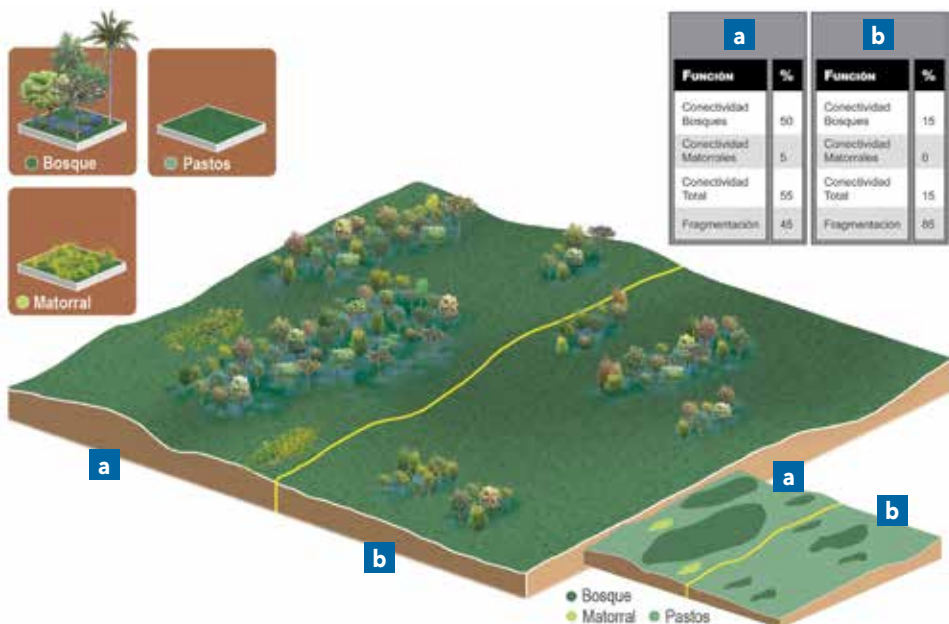 Bosque
Pastos
Matorral
a
FUNCIÓN %
Conectividad
Bosques 50
Conectividad
Matorrales 5
Conectividad
Total 55
Fragmentación 45
b
FUNCIÓN %
Conectividad
Bosques 15
Conectividad
Matorrales 0
Conectividad
Total 15
Fragmentación 85
a
b
a
b
Bosque
Matorral Pastos